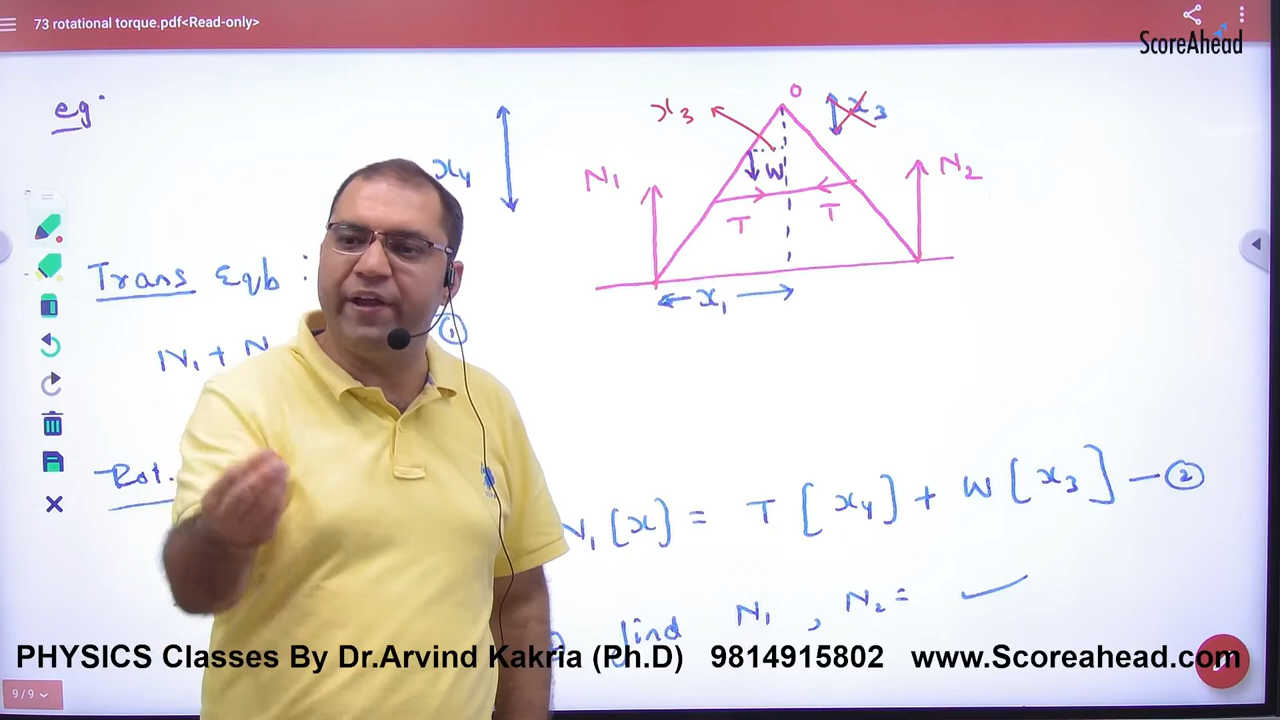 73 rotational torque.pdf<Read-only>
ScoreAhead
eg.
O
x3
x3
x4
N1
W
N2
T
T
x1
Trans Eqb :
N1 + N
1
Rot.
N1 [x] = T [x4] + W [x3] — 2
find N1 , N2 =
PHYSICS Classes By Dr.Arvind Kakria (Ph.D) 9814915802 www.Scoreahead.com
9 / 9